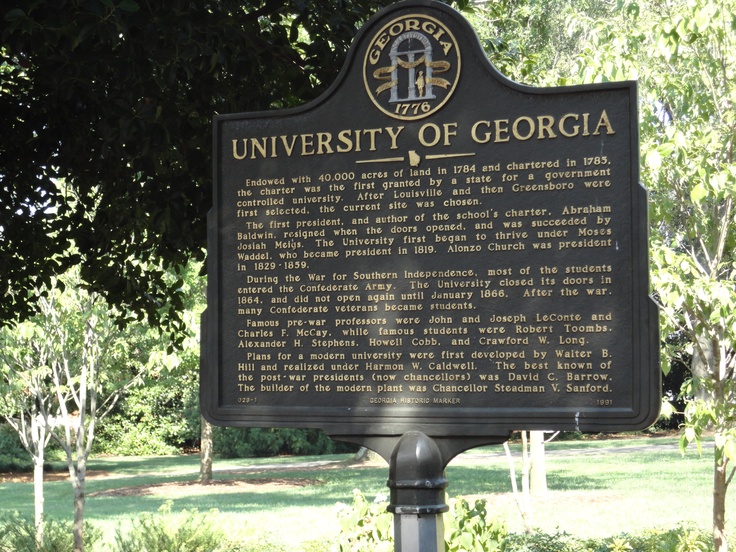 GEORGIA
1776
UNIVERSITY OF GEORGIA
Endowed with 40,000 acres of land in 1784 and chartered in 1785,
the charter was the first granted by a state for a government
controlled university. After Louisville and then Greensboro were
first selected, the current site was chosen.
The first president, and author of the school's charter, Abraham
Baldwin, resigned when the doors opened, and was succeeded by
Josiah Meigs. The University first began to thrive under Moses
Waddel, who became president in 1819. Alonzo Church was president
in 1829-1859.
During the War for Southern Independence, most of the students
entered the Confederate Army. The University closed its doors in
1864, and did not open again until January 1866. After the war,
many Confederate veterans became students.
Famous pre-war professors were John and Joseph LeConte and
Charles F. McCay, while famous students were Robert Toombs,
Alexander H. Stephens, Howell Cobb, and Crawford W. Long.
Plans for a modern university were first developed by Walter B.
Hill and realized under Harmon W. Caldwell. The best known of
the post-war presidents (now chancellors) was David C. Barrow.
The builder of the modern plant was Chancellor Steadman V. Sanford.
029-1 GEORGIA HISTORIC MARKER 1991